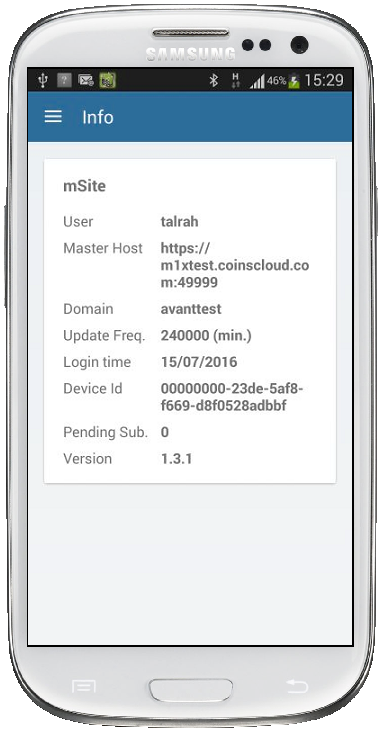 SAMSUNG
H
46%
15:29
Info
mSite
User talrah
Master Host https://
m1xtest.coinscloud.co
m:49999
Domain avanttest
Update Freq. 240000 (min.)
Login time 15/07/2016
Device Id 00000000-23de-5af8-
f669-d8f0528adbbf
Pending Sub. 0
Version 1.3.1